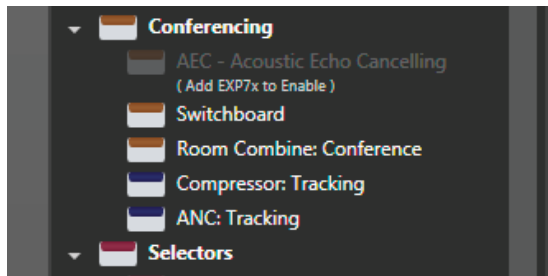 Conferencing
AEC - Acoustic Echo Cancelling
( Add EXP7x to Enable )
Switchboard
Room Combine: Conference
Compressor: Tracking
ANC: Tracking
Selectors